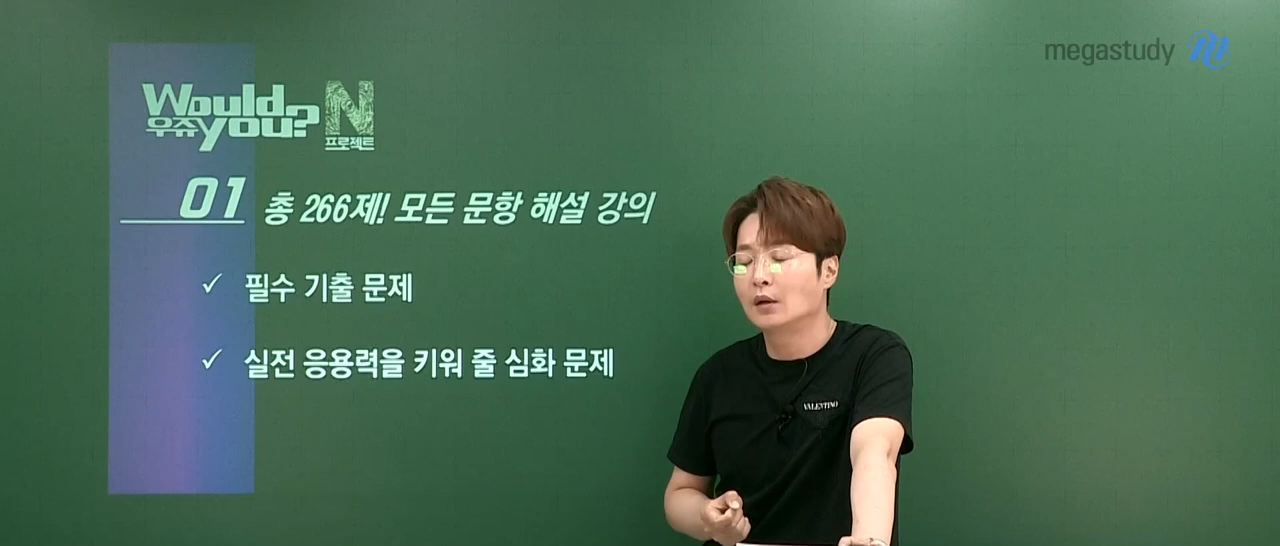 megastudy
Would
우쥬 you? N
프로젝트
01 총 266제! 모든 문항 해설 강의
✓ 필수 기출 문제
✓ 실전 응용력을 키워 줄 심화 문제
VALENTINO